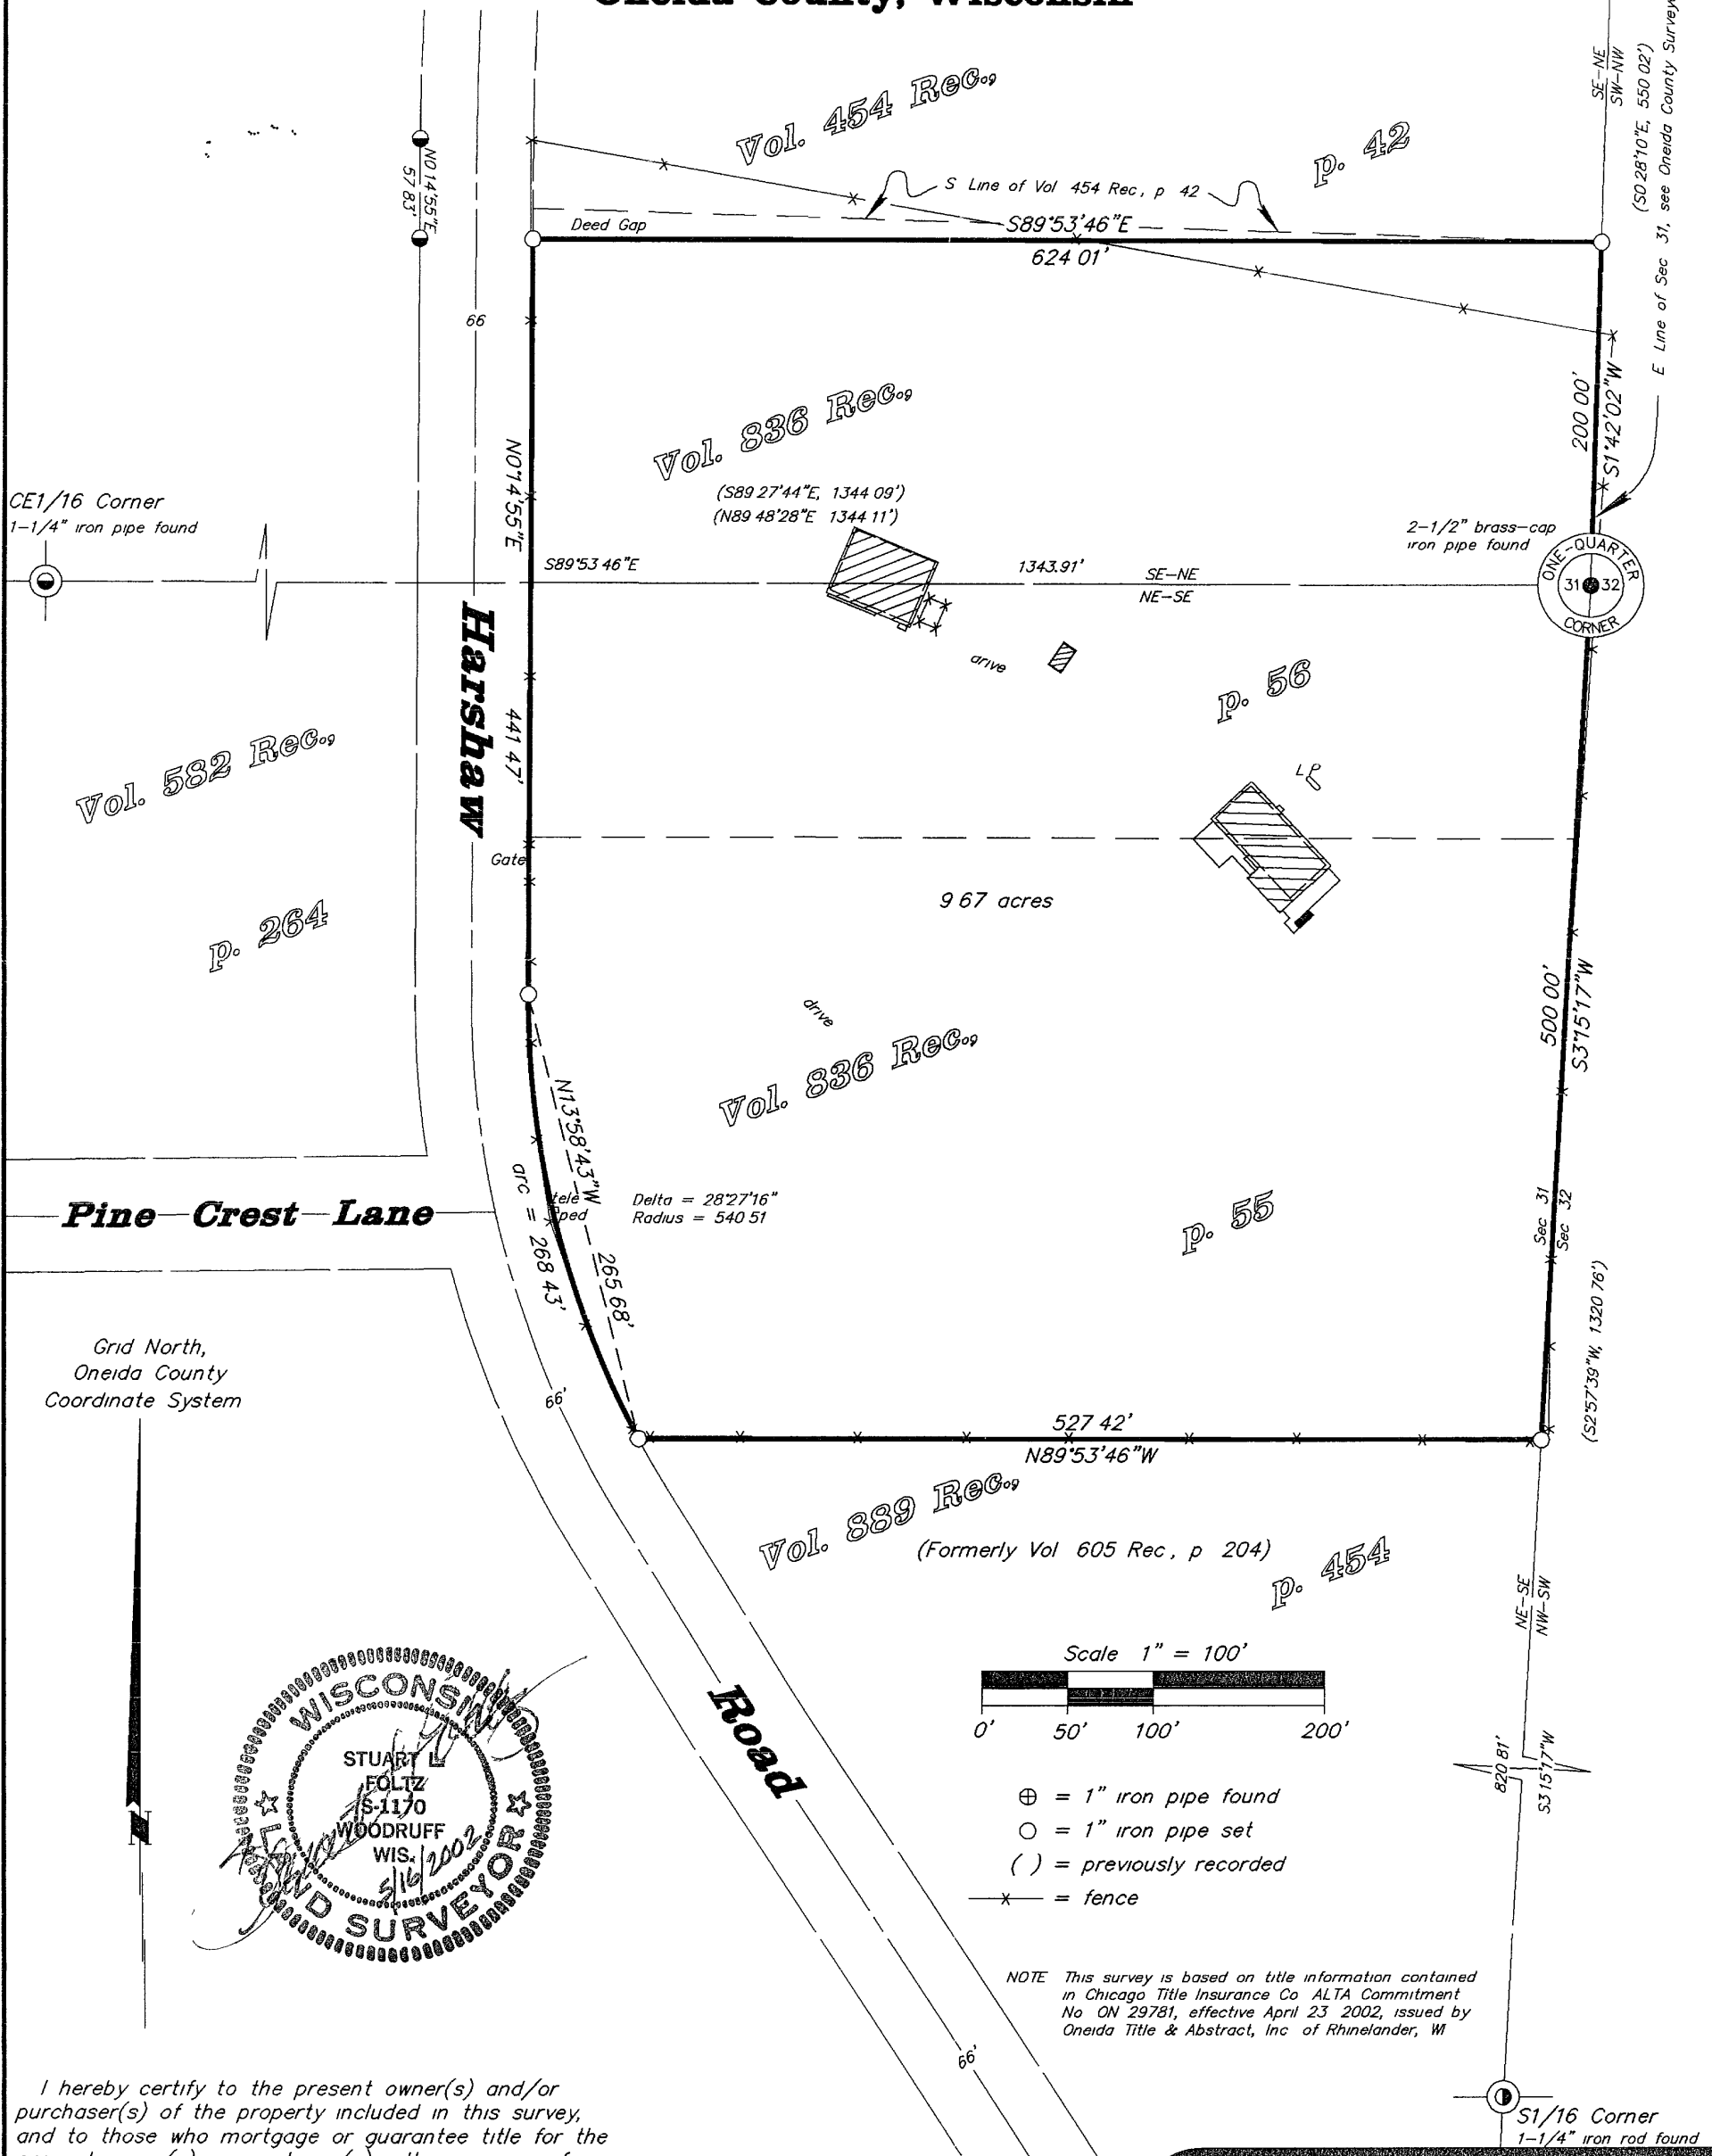 Oneida County, Wisconsin
SE-NE
SW-NW
(S0 28'10"E, 550 02')
E Line of Sec 31, see Oneida County Survey
Vol. 454 Rec.,
p. 42
N0 14'55"E
57 83'
S Line of Vol 454 Rec, p 42
Deed Gap
S89°53'46"E
624 01'
66
200 00'
S1°42'02"W
Vol. 836 Rec.,
N0°14'55"E
(S89 27'44"E, 1344 09')
(N89 48'28"E 1344 11')
CE1/16 Corner
1-1/4" iron pipe found
2-1/2" brass-cap
iron pipe found
S89°53 46"E
1343.91'
SE-NE
NE-SE
ONE-QUARTER
31 32
CORNER
Harshaw
drive
p. 56
441 47'
Vol. 582 Rec.,
LP
Gate
9 67 acres
p. 264
drive
500 00'
S3°15'17"W
Vol. 836 Rec.,
N13°58'43"W
265 68'
arc = 268 43'
tele
ped
Delta = 28°27'16"
Radius = 540 51
Pine Crest Lane
p. 55
Sec 31
Sec 32
(S2°57'39"W, 1320 76')
Grid North,
Oneida County
Coordinate System
66'
527 42'
N89°53'46"W
Vol. 889 Rec.,
(Formerly Vol 605 Rec, p 204)
p. 454
NE-SE
NW-SW
Scale 1" = 100'
0' 50' 100' 200'
Road
820 81'
S3 15'17"W
WISCONSIN
STUART L
FOLTZ
S-1170
WOODRUFF
WIS.
5/16/2002
LAND SURVEYOR
N
⊕ = 1" iron pipe found
○ = 1" iron pipe set
( ) = previously recorded
x = fence
NOTE This survey is based on title information contained
in Chicago Title Insurance Co ALTA Commitment
No ON 29781, effective April 23 2002, issued by
Oneida Title & Abstract, Inc of Rhinelander, WI
66'
I hereby certify to the present owner(s) and/or
purchaser(s) of the property included in this survey,
and to those who mortgage or guarantee title for the
S1/16 Corner
1-1/4" iron rod found